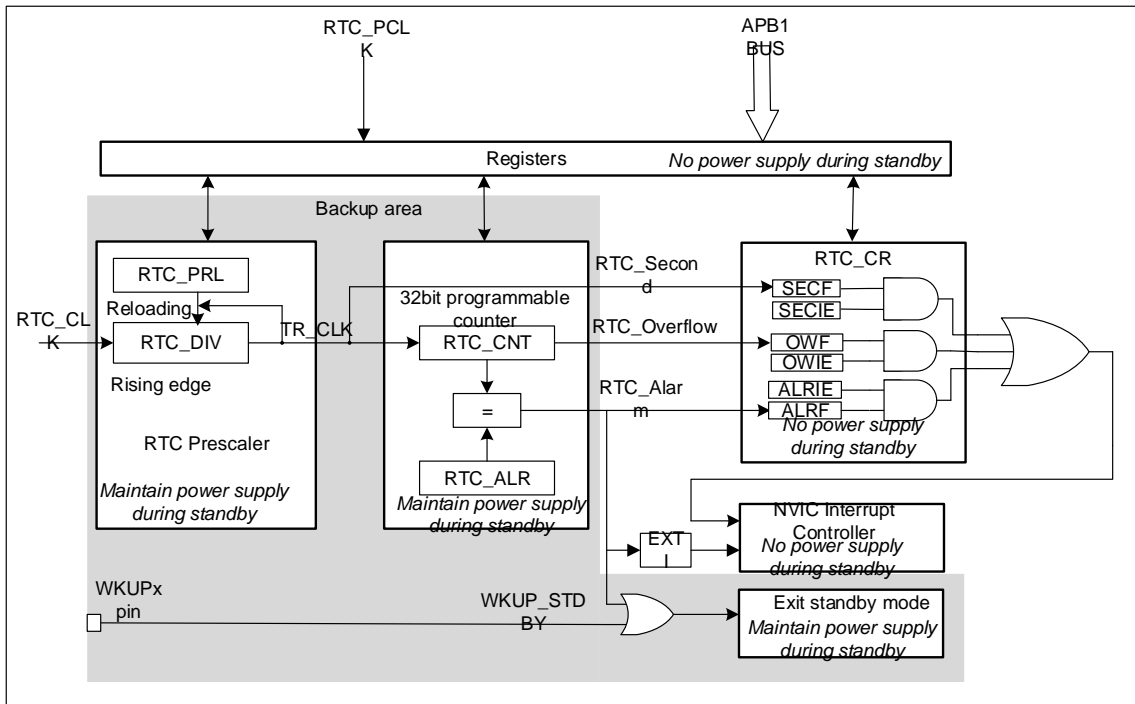 RTC_PCL
K
APB1
BUS
Registers
No power supply during standby
Backup area
RTC_PRL
Reloading
RTC_CL
K
RTC_DIV
TR_CLK
Rising edge
RTC Prescaler
Maintain power supply
during standby
32bit programmable
counter
RTC_CNT
=
RTC_ALR
Maintain power supply
during standby
RTC_Secon
d
RTC_Overflow
RTC_Alar
m
RTC_CR
SECF
SECIE
OWF
OWIE
ALRIE
ALRF
No power supply
during standby
EXT
I
NVIC Interrupt
Controller
No power supply
during standby
WKUPx
pin
WKUP_STD
BY
Exit standby mode
Maintain power supply
during standby